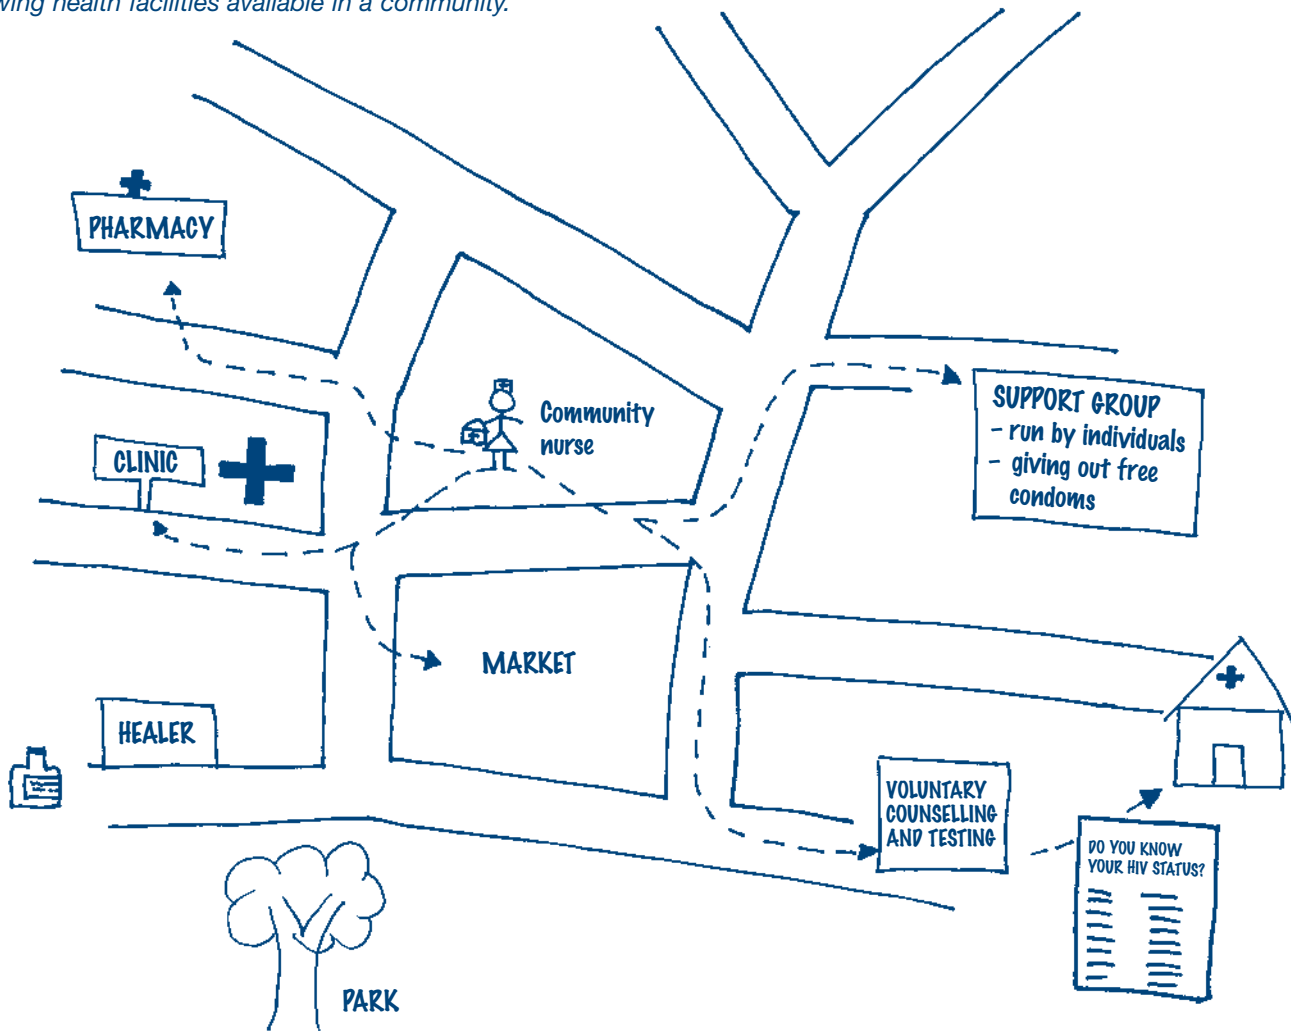 wing health facilities available in a community.
PHARMACY
Community
nurse
CLINIC
SUPPORT GROUP
– run by individuals
– giving out free
condoms
MARKET
HEALER
VOLUNTARY
COUNSELLING
AND TESTING
DO YOU KNOW
YOUR HIV STATUS?
PARK